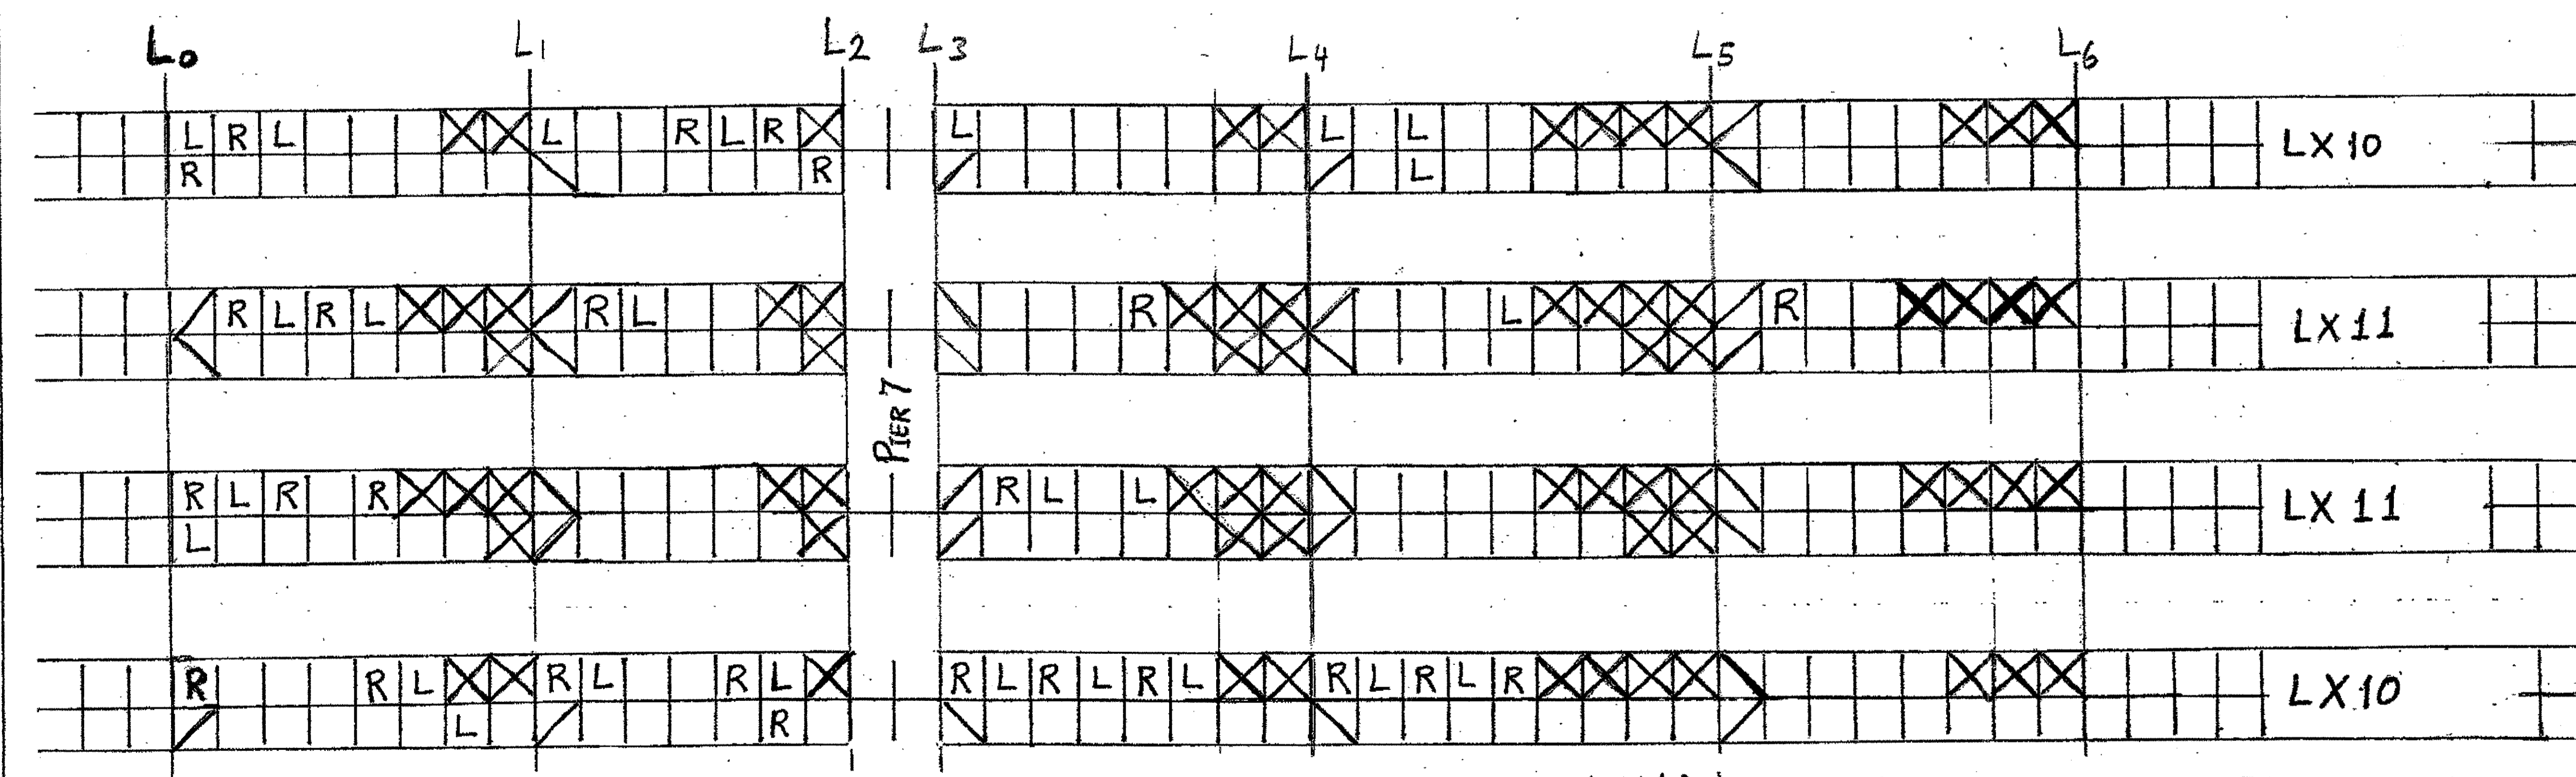 L0 L1 L2 L3 L4 L5 L6
L R L L R L R L L L LX 10
R R L
R L R L R L R L R LX 11
PIER 7
R L R R R L L LX 11
L
R R L R L R L R L R L R L R L R L R LX 10
L R